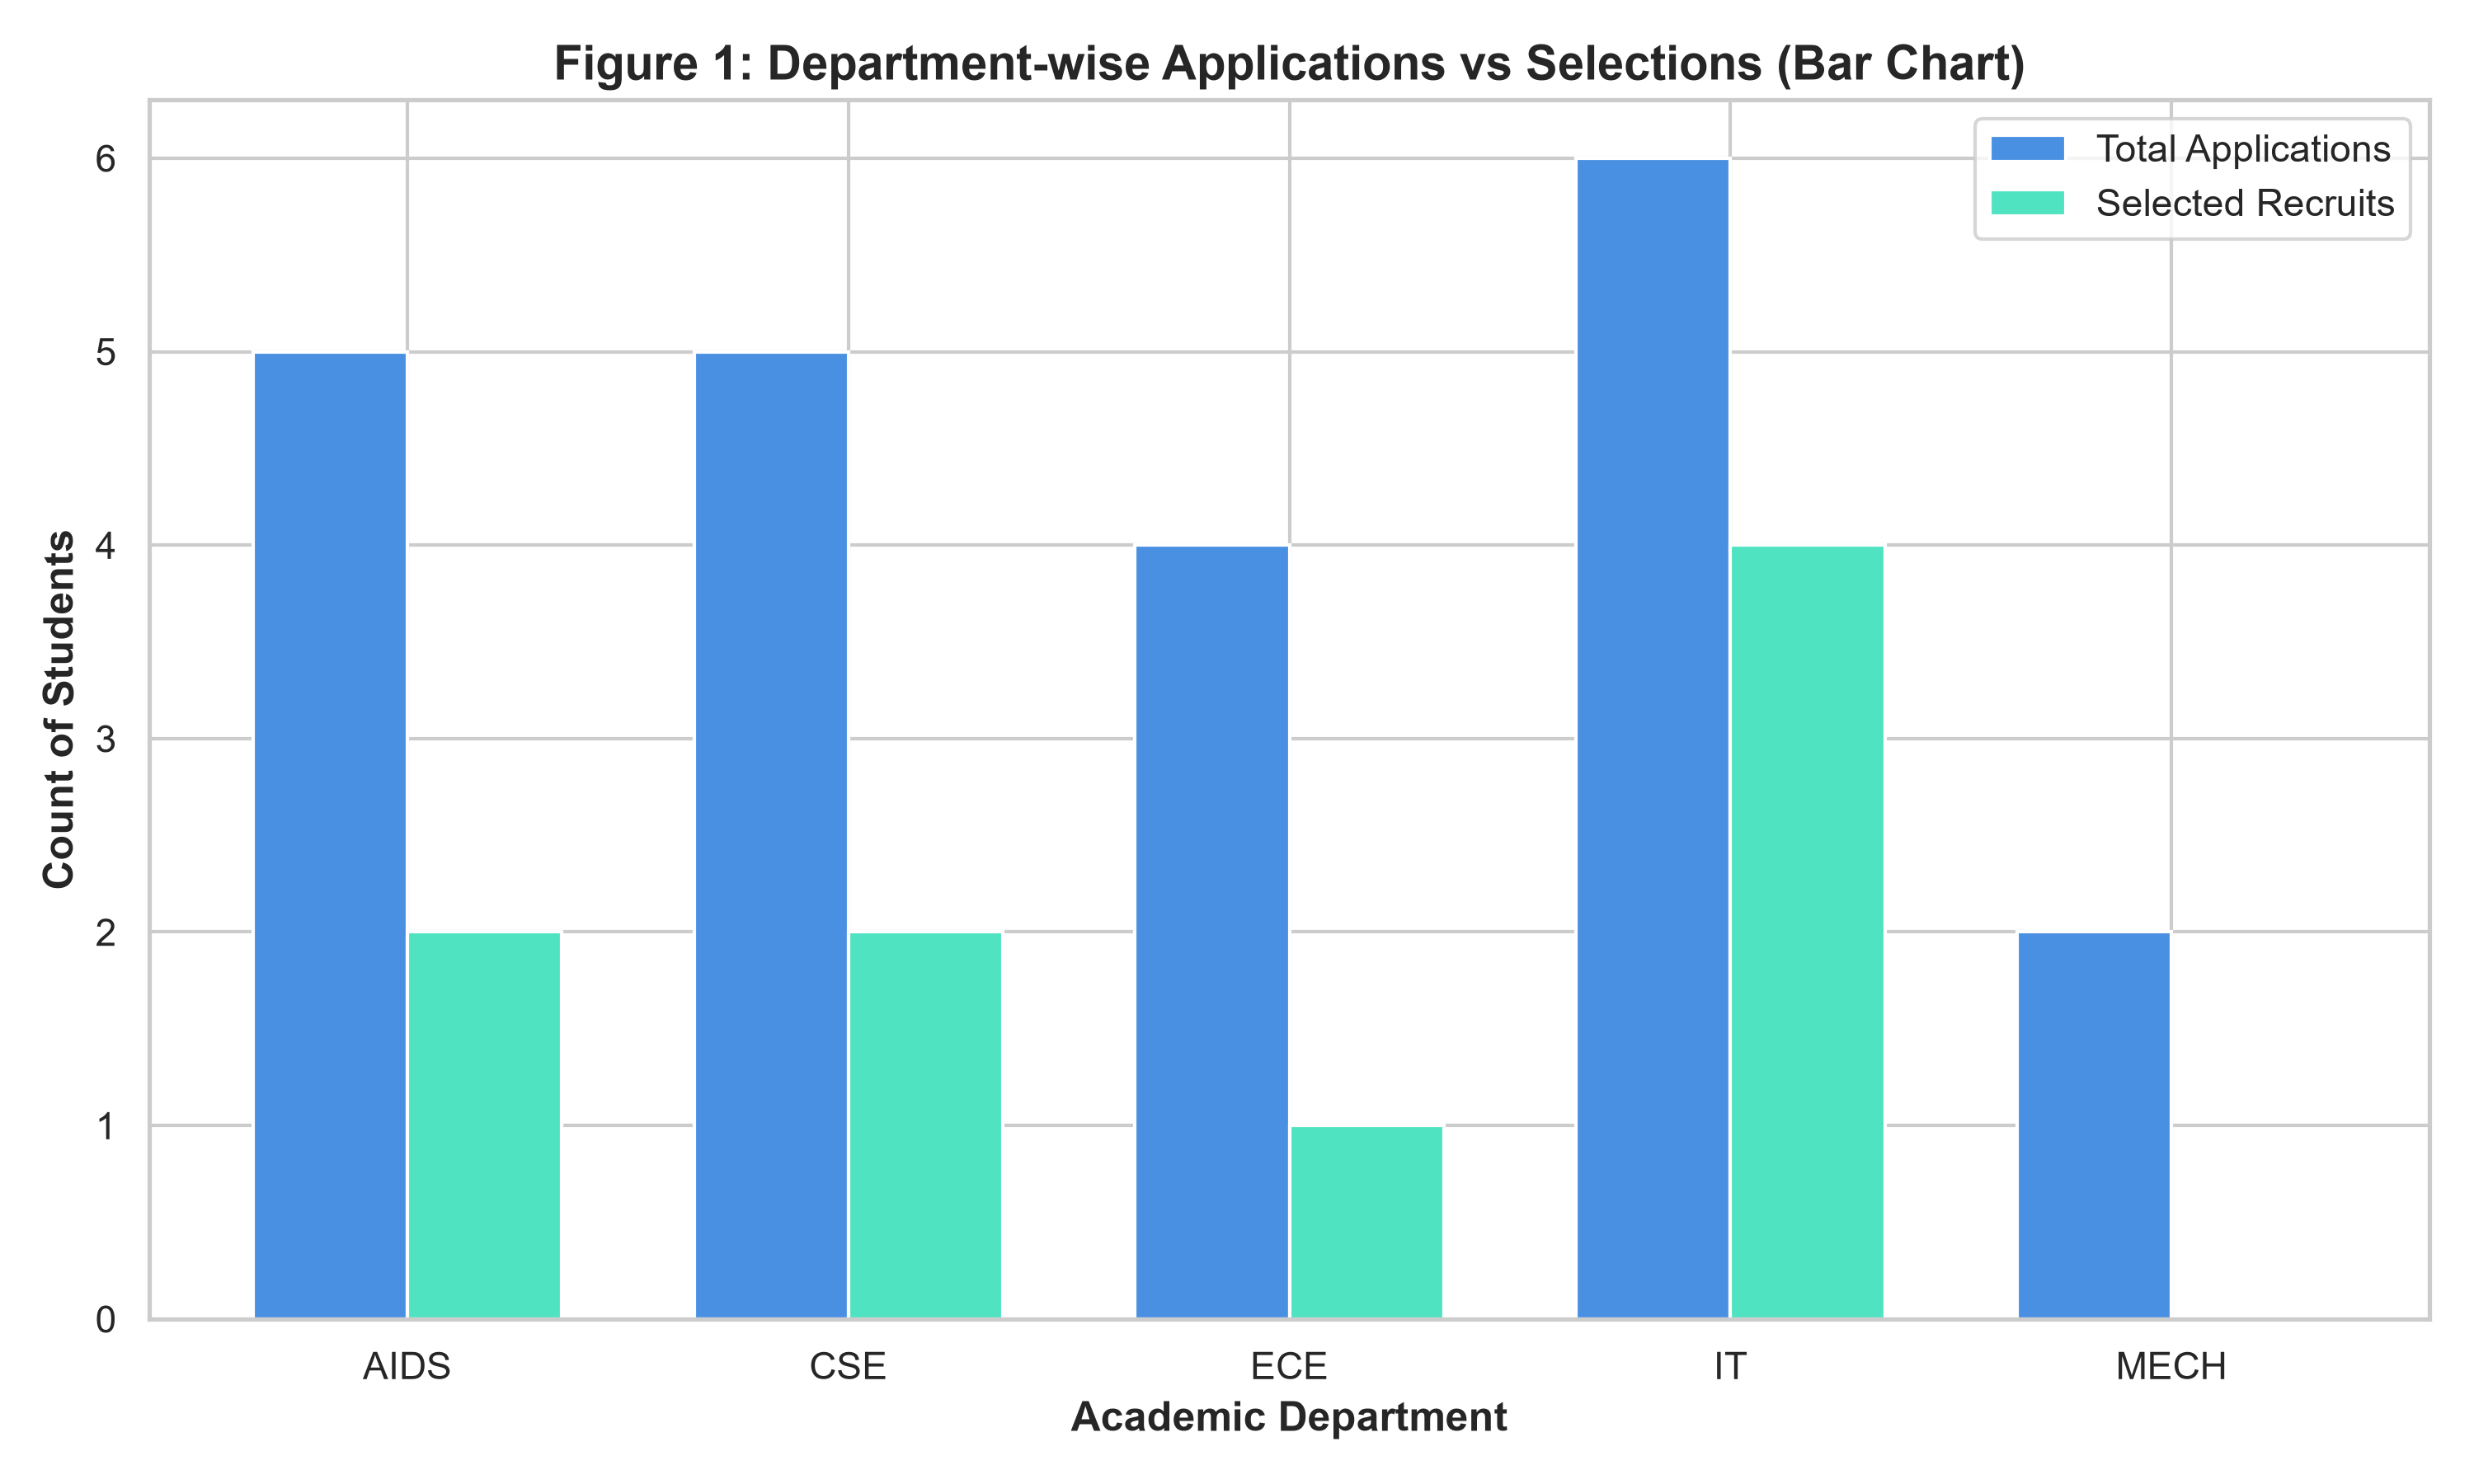 Figure 1: Department-wise Applications vs Selections (Bar Chart)
Total Applications
Selected Recruits
6
5
4
3
2
1
0
Count of Students
AIDS CSE ECE IT MECH
Academic Department